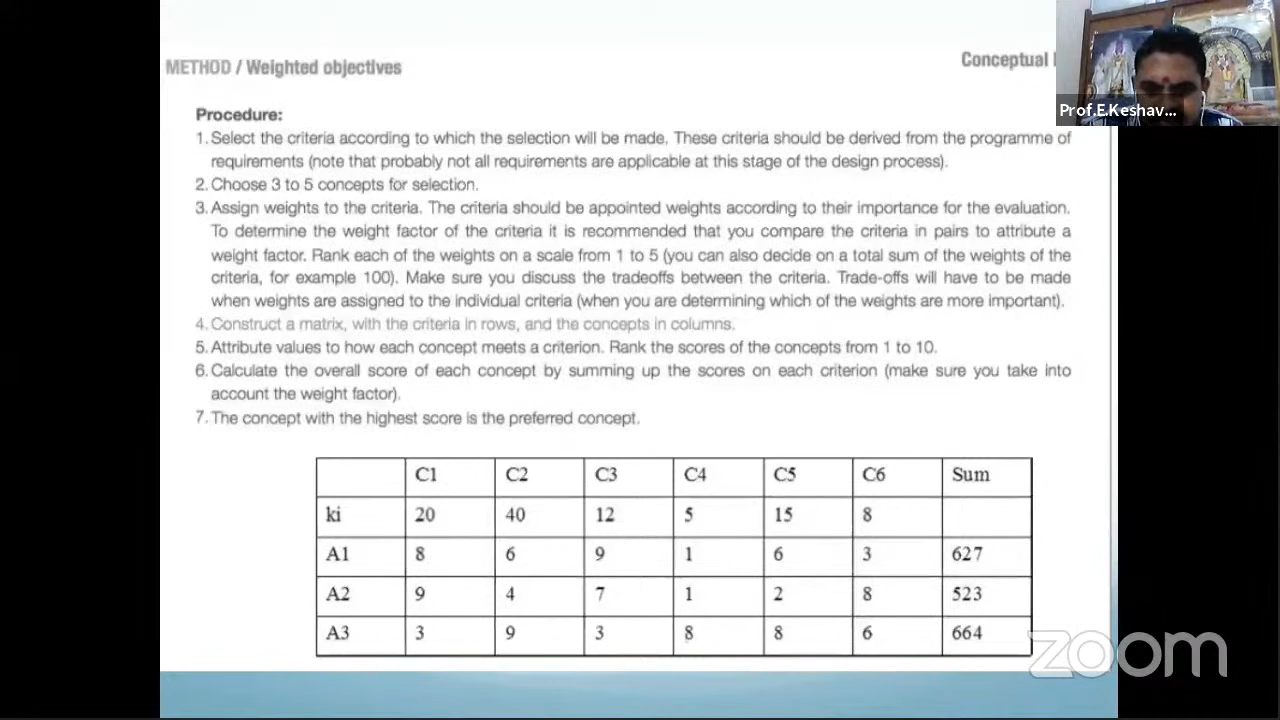 METHOD / Weighted objectives
Conceptual
Prof.E.Keshav...
Procedure:
1. Select the criteria according to which the selection will be made. These criteria should be derived from the programme of
requirements (note that probably not all requirements are applicable at this stage of the design process).
2. Choose 3 to 5 concepts for selection.
3. Assign weights to the criteria. The criteria should be appointed weights according to their importance for the evaluation.
To determine the weight factor of the criteria it is recommended that you compare the criteria in pairs to attribute a
weight factor. Rank each of the weights on a scale from 1 to 5 (you can also decide on a total sum of the weights of the
criteria, for example 100). Make sure you discuss the tradeoffs between the criteria. Trade-offs will have to be made
when weights are assigned to the individual criteria (when you are determining which of the weights are more important).
4. Construct a matrix, with the criteria in rows, and the concepts in columns.
5. Attribute values to how each concept meets a criterion. Rank the scores of the concepts from 1 to 10.
6. Calculate the overall score of each concept by summing up the scores on each criterion (make sure you take into
account the weight factor).
7. The concept with the highest score is the preferred concept.
C1 C2 C3 C4 C5 C6 Sum
ki 20 40 12 5 15 8
A1 8 6 9 1 6 3 627
A2 9 4 7 1 2 8 523
A3 3 9 3 8 8 6 664
zoom